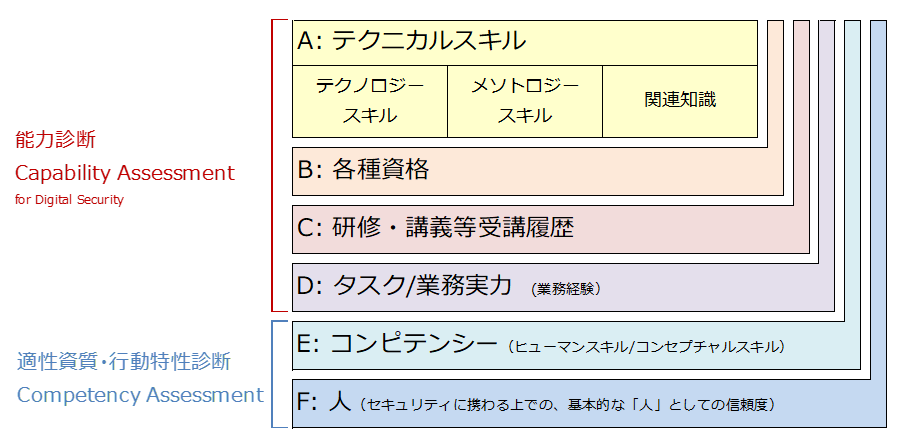 A: テクニカルスキル
テクノロジー
スキル
メソトロジー
スキル
関連知識
能力診断
Capability Assessment
for Digital Security
B: 各種資格
C: 研修・講義等受講履歴
D: タスク/業務実力 (業務経験)
E: コンピテンシー（ヒューマンスキル/コンセプチャルスキル）
適性資質・行動特性診断
Competency Assessment
F: 人（セキュリティに携わる上での、基本的な「人」としての信頼度）